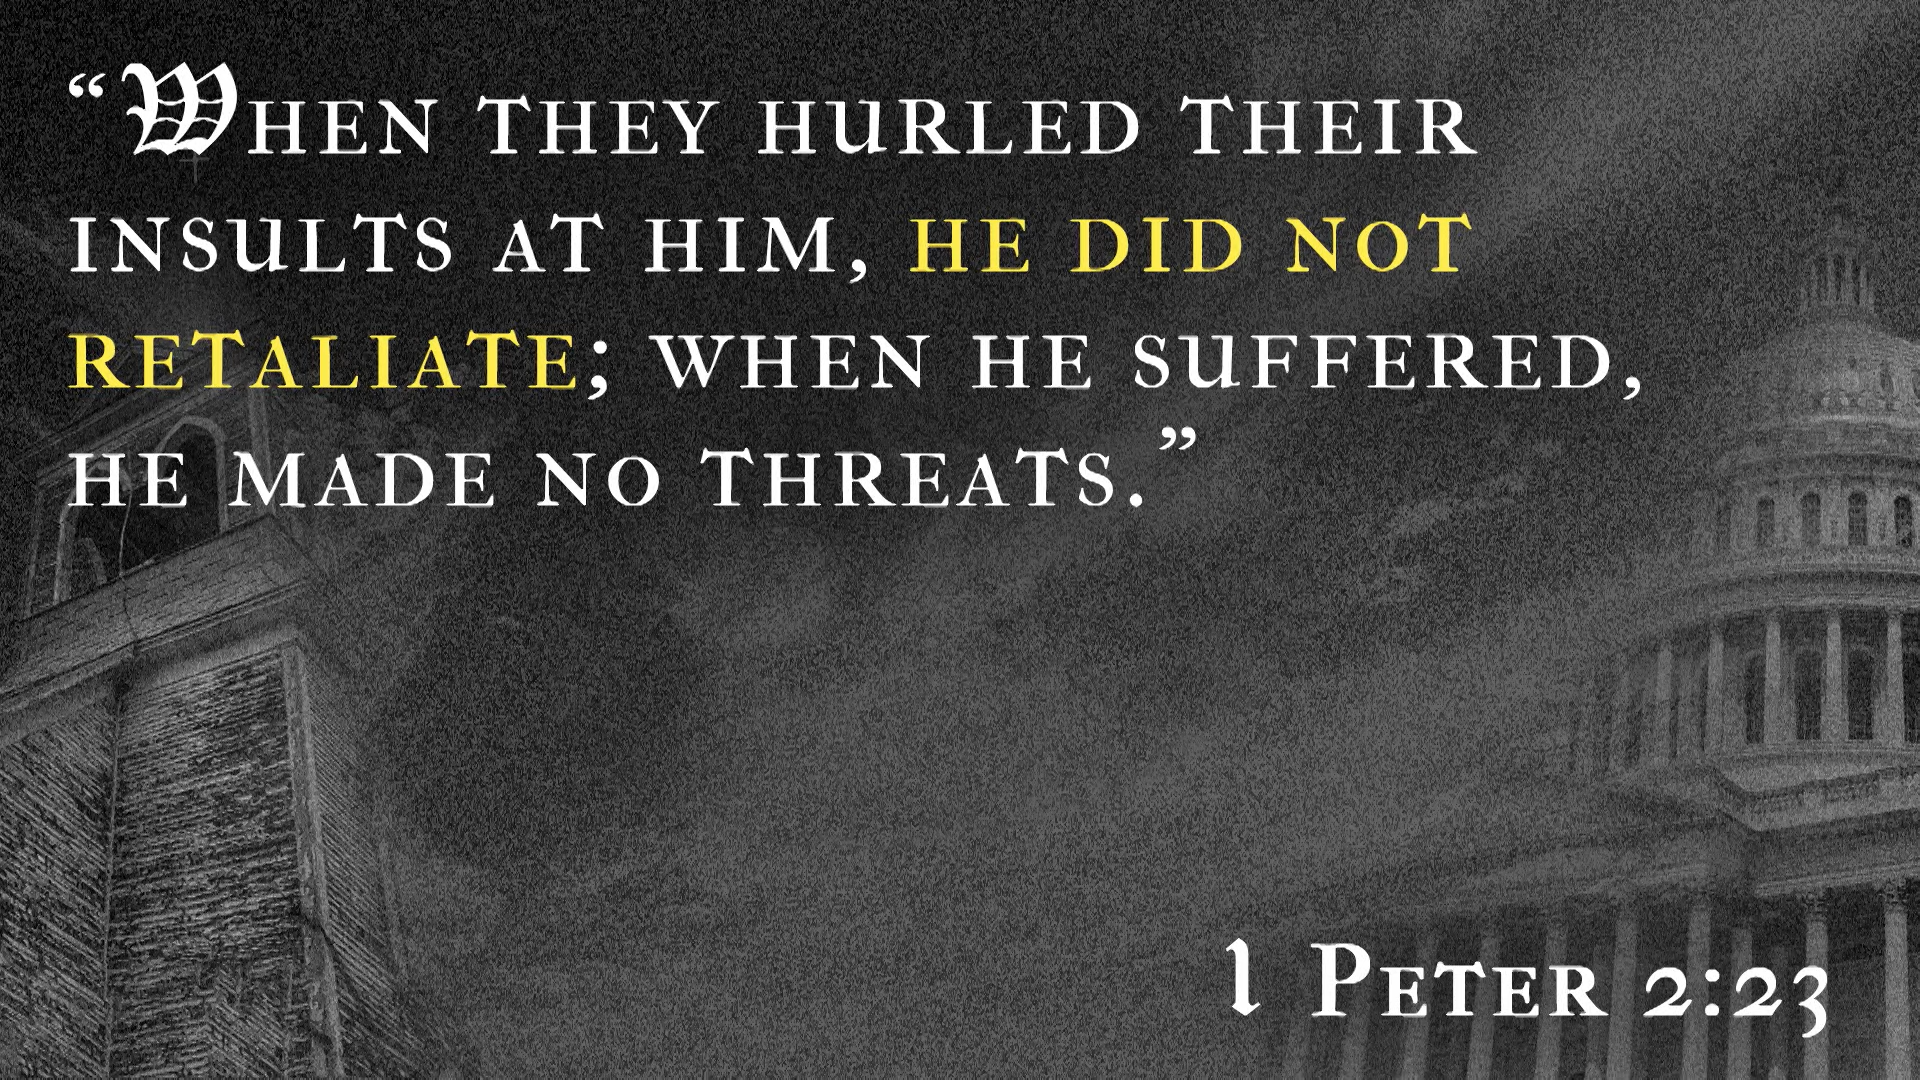 “When they hurled their
insults at him, he did not
retaliate; when he suffered,
he made no threats.”
1 Peter 2:23